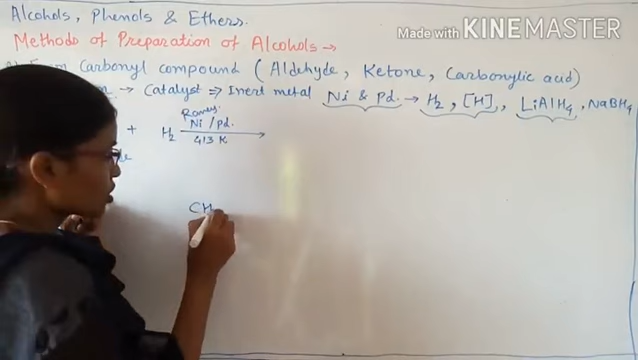 Alcohols, Phenols & Ethers.
Made with KINEMASTER
Methods of Preparation of Alcohols →
Carbonyl compound (Aldehyde, Ketone, Carboxylic acid)
→ Catalyst ⇒ Inert metal Ni & Pd. → H2, [H], LiAlH4, NaBH4
Raney
+ H2 Ni/Pd. →
413 K
CH